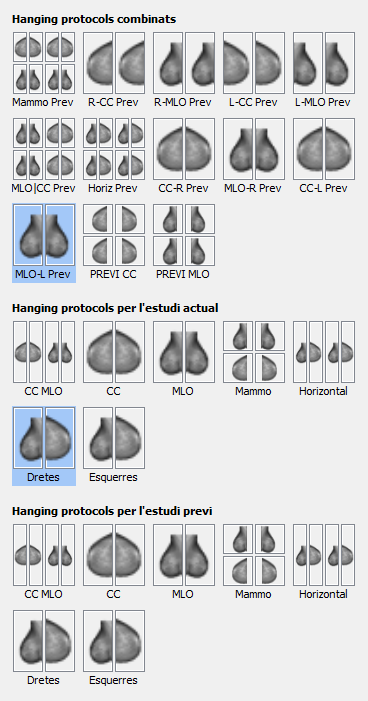 Hanging protocols combinats
Mammo Prev R-CC Prev R-MLO Prev L-CC Prev L-MLO Prev
MLO|CC Prev Horiz Prev CC-R Prev MLO-R Prev CC-L Prev
MLO-L Prev PREVI CC PREVI MLO
Hanging protocols per l'estudi actual
CC MLO CC MLO Mammo Horizontal
Dretes Esquerres
Hanging protocols per l'estudi previ
CC MLO CC MLO Mammo Horizontal
Dretes Esquerres